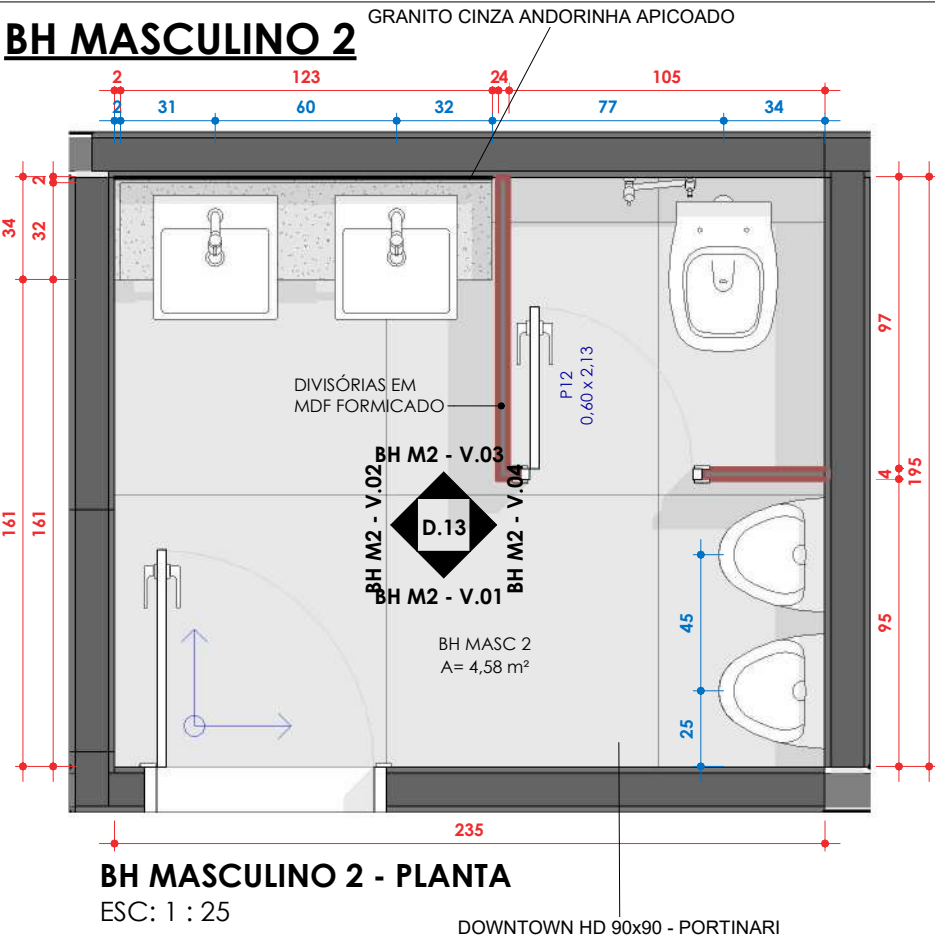 GRANITO CINZA ANDORINHA APICOADO
BH MASCULINO 2
2 123 24 105
2 31 60 32 77 34
34
2
32
161
161
DIVISÓRIAS EM
MDF FORMICADO
P12
0,60 x 2,13
97
4
195
95
BH M2 - V.03
BH M2 - V.02
D.13
BH M2 - V.04
BH M2 - V.01
BH MASC 2
A= 4,58 m²
45
25
235
BH MASCULINO 2 - PLANTA
ESC: 1 : 25
DOWNTOWN HD 90x90 - PORTINARI